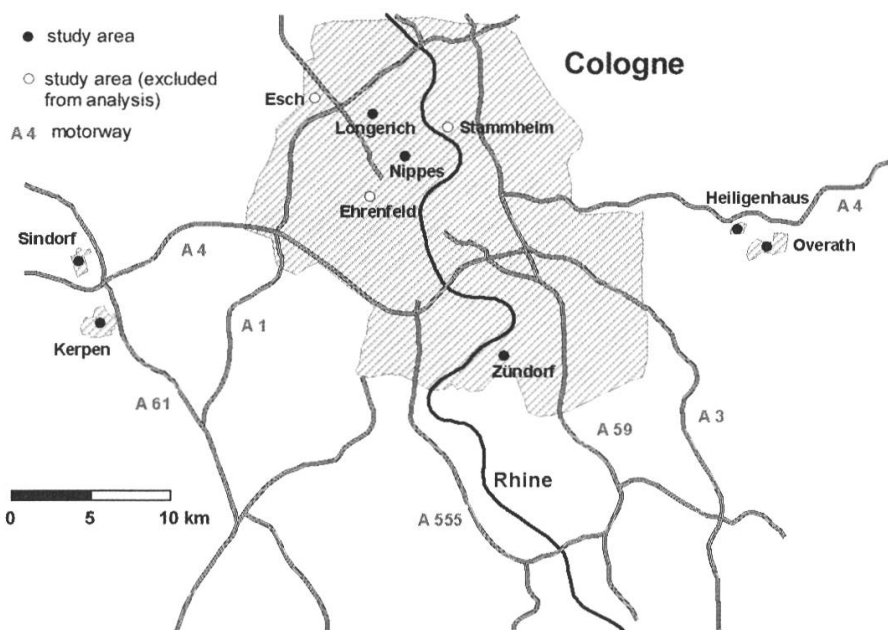 study area
study area (excluded
from analysis)
A 4 motorway
Cologne
Esch
Longerich
Stammheim
Nippes
Ehrenfeld
Heiligenhaus
A 4
Overath
Sindorf
A 4
Kerpen
A 1
Zündorf
A 61
A 59
A 3
Rhine
A 555
0 5 10 km